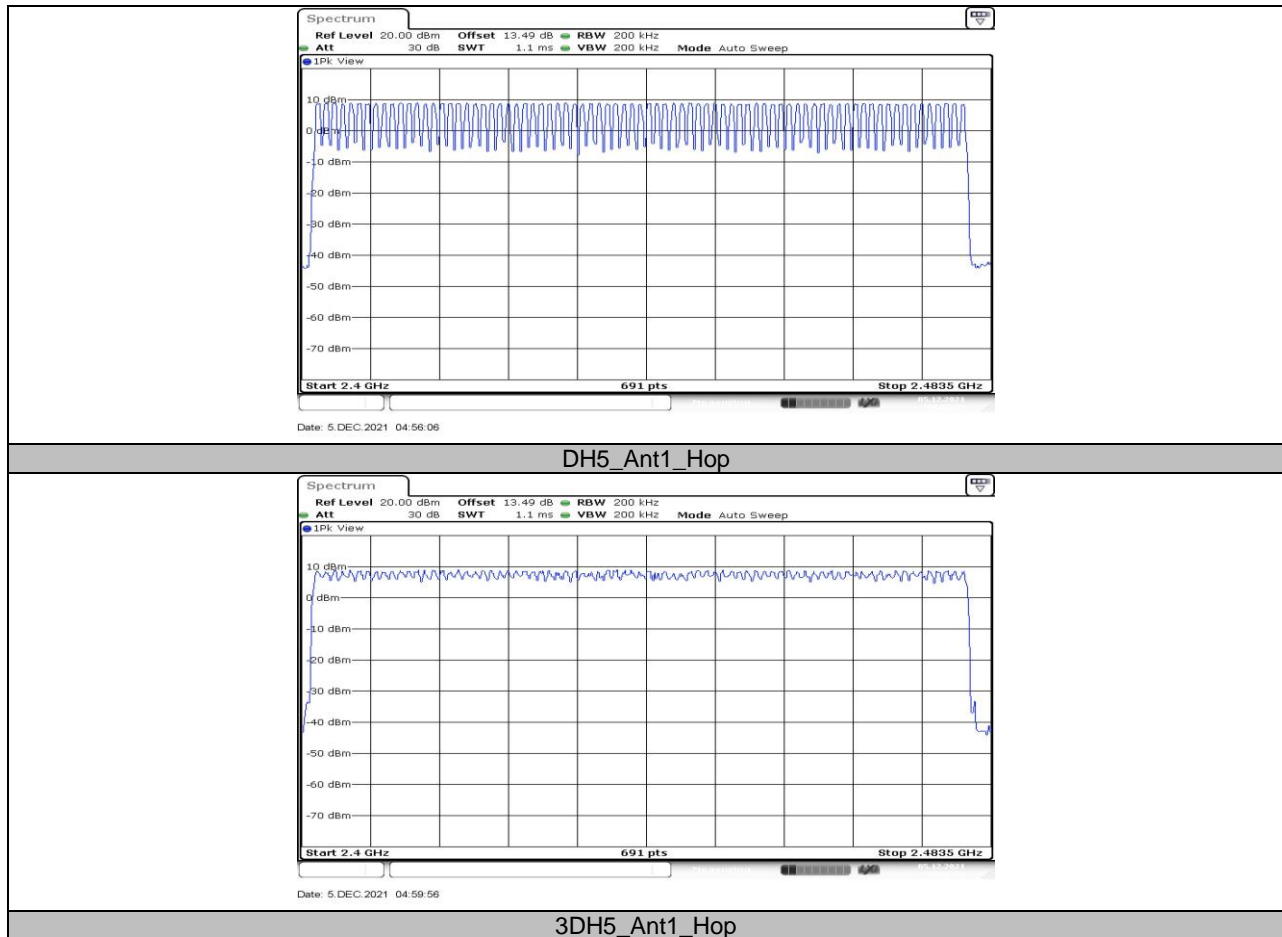 Spectrum
Ref Level 20.00 dBm Offset 13.49 dB RBW 200 kHz
Att 30 dB SWT 1.1 ms VBW 200 kHz Mode Auto Sweep
1Pk View
10 dBm
0 dBm
-10 dBm
-20 dBm
-30 dBm
-40 dBm
-50 dBm
-60 dBm
-70 dBm
Start 2.4 GHz 691 pts Stop 2.4835 GHz
Date: 5.DEC.2021 04:56:06
DH5_Ant1_Hop
Spectrum
Ref Level 20.00 dBm Offset 13.49 dB RBW 200 kHz
Att 30 dB SWT 1.1 ms VBW 200 kHz Mode Auto Sweep
1Pk View
10 dBm
0 dBm
-10 dBm
-20 dBm
-30 dBm
-40 dBm
-50 dBm
-60 dBm
-70 dBm
Start 2.4 GHz 691 pts Stop 2.4835 GHz
Date: 5.DEC.2021 04:59:56
3DH5_Ant1_Hop